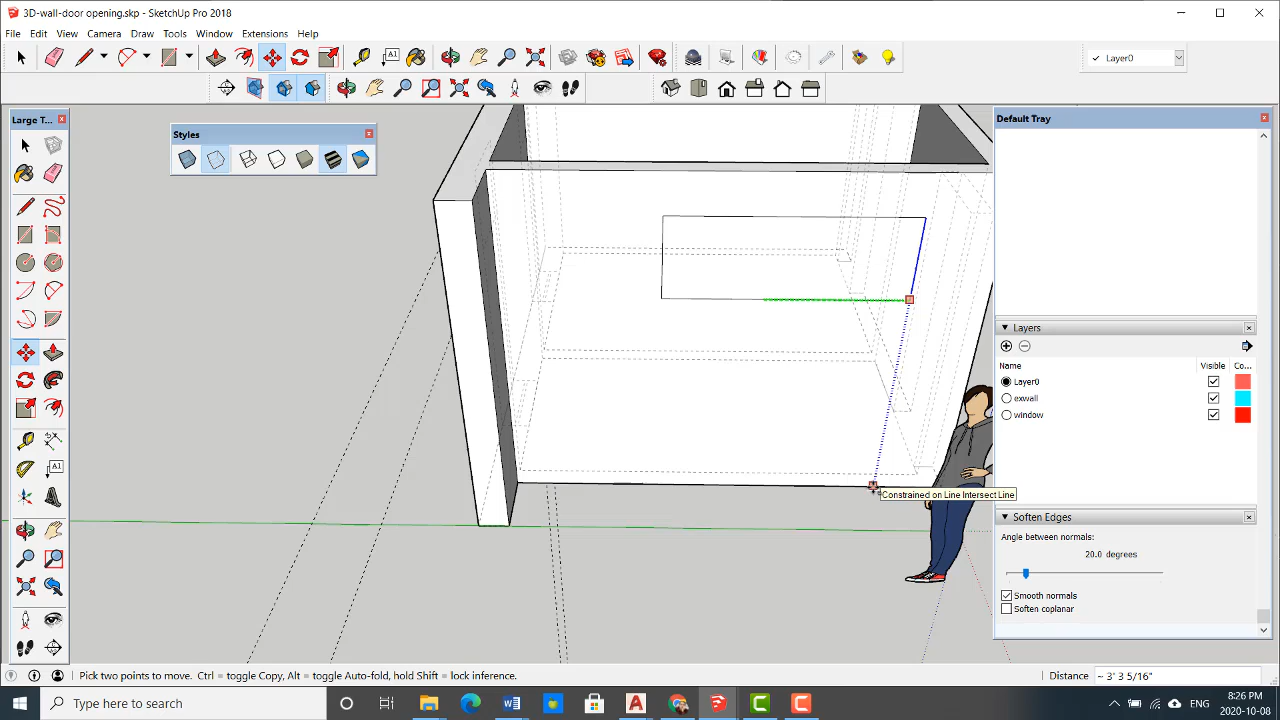 3D-wall-door opening.skp - SketchUp Pro 2018
File Edit View Camera Draw Tools Window Extensions Help
A1
Layer0
Large T...
Styles
Default Tray
Layers
Name Visible Co...
Layer0
exwall
window
A1
Constrained on Line Intersect Line
Soften Edges
Angle between normals:
20.0 degrees
Smooth normals
Soften coplanar
Pick two points to move. Ctrl = toggle Copy, Alt = toggle Auto-fold, hold Shift = lock inference.
Distance ~ 3' 3 5/16"
Type here to search
ENG
8:26 PM
2020-10-08